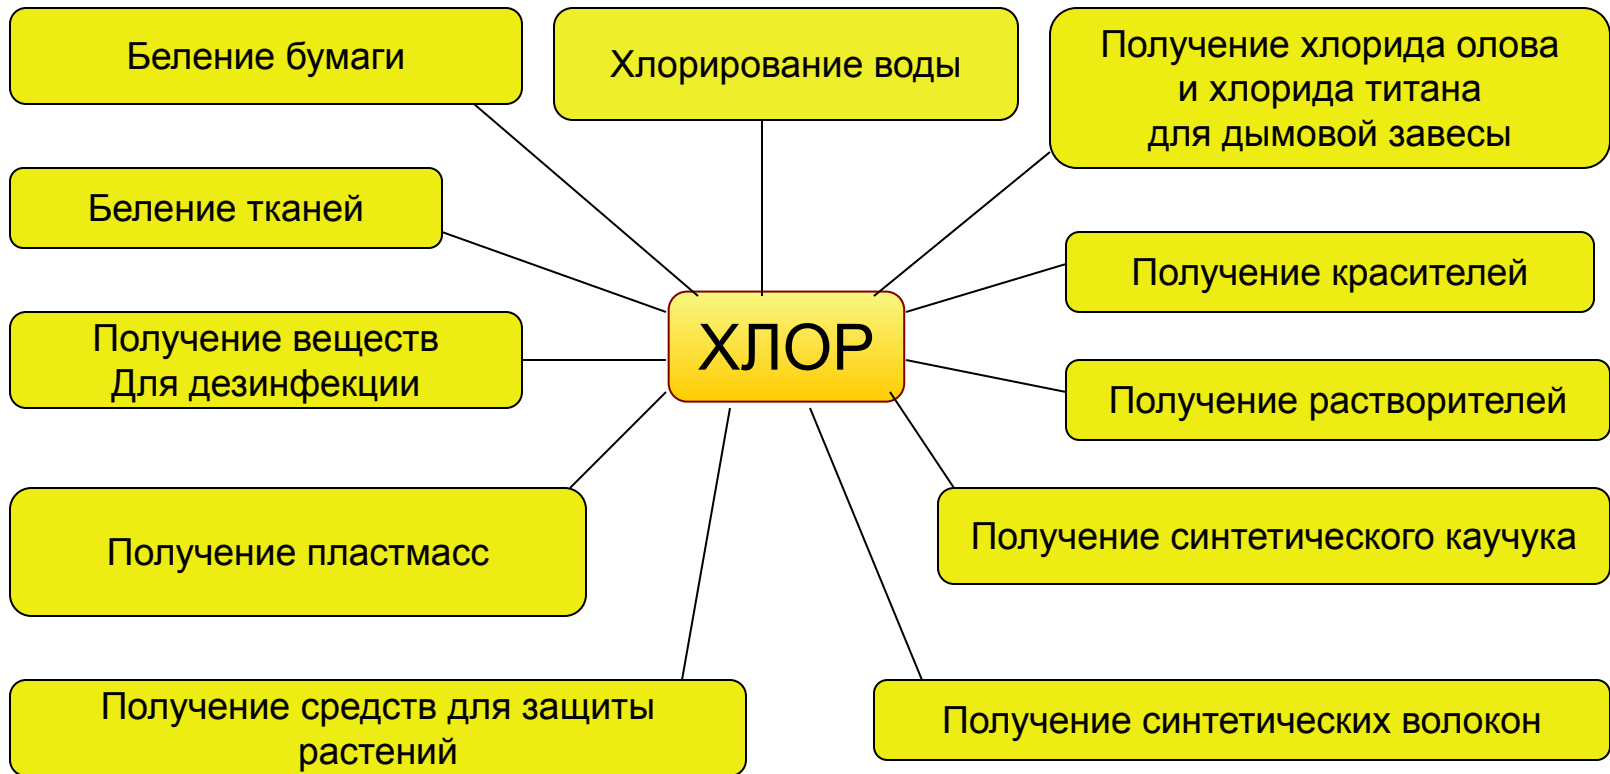 Беление бумаги
Хлорирование воды
Получение хлорида олова
и хлорида титана
для дымовой завесы
Беление тканей
Получение красителей
Получение веществ
Для дезинфекции
ХЛОР
Получение растворителей
Получение пластмасс
Получение синтетического каучука
Получение средств для защиты
растений
Получение синтетических волокон